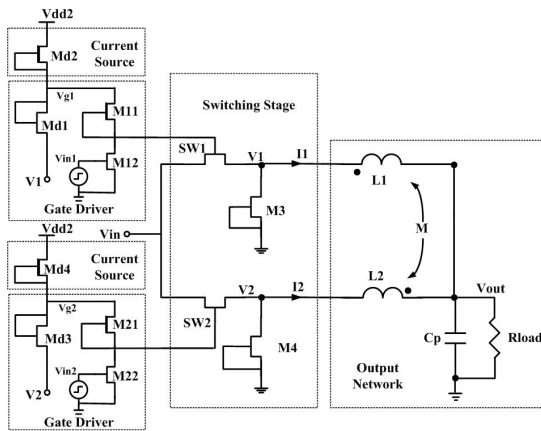 Vdd2
Md2
Current
Source
Vg1
M11
Md1
Vin1
M12
V1
Gate Driver
Vdd2
Md4
Current
Source
Vg2
M21
Md3
Vin2
M22
V2
Gate Driver
Vin
Switching Stage
SW1
V1
I1
M3
SW2
V2
I2
M4
L1
M
L2
Vout
Cp
Rload
Output
Network